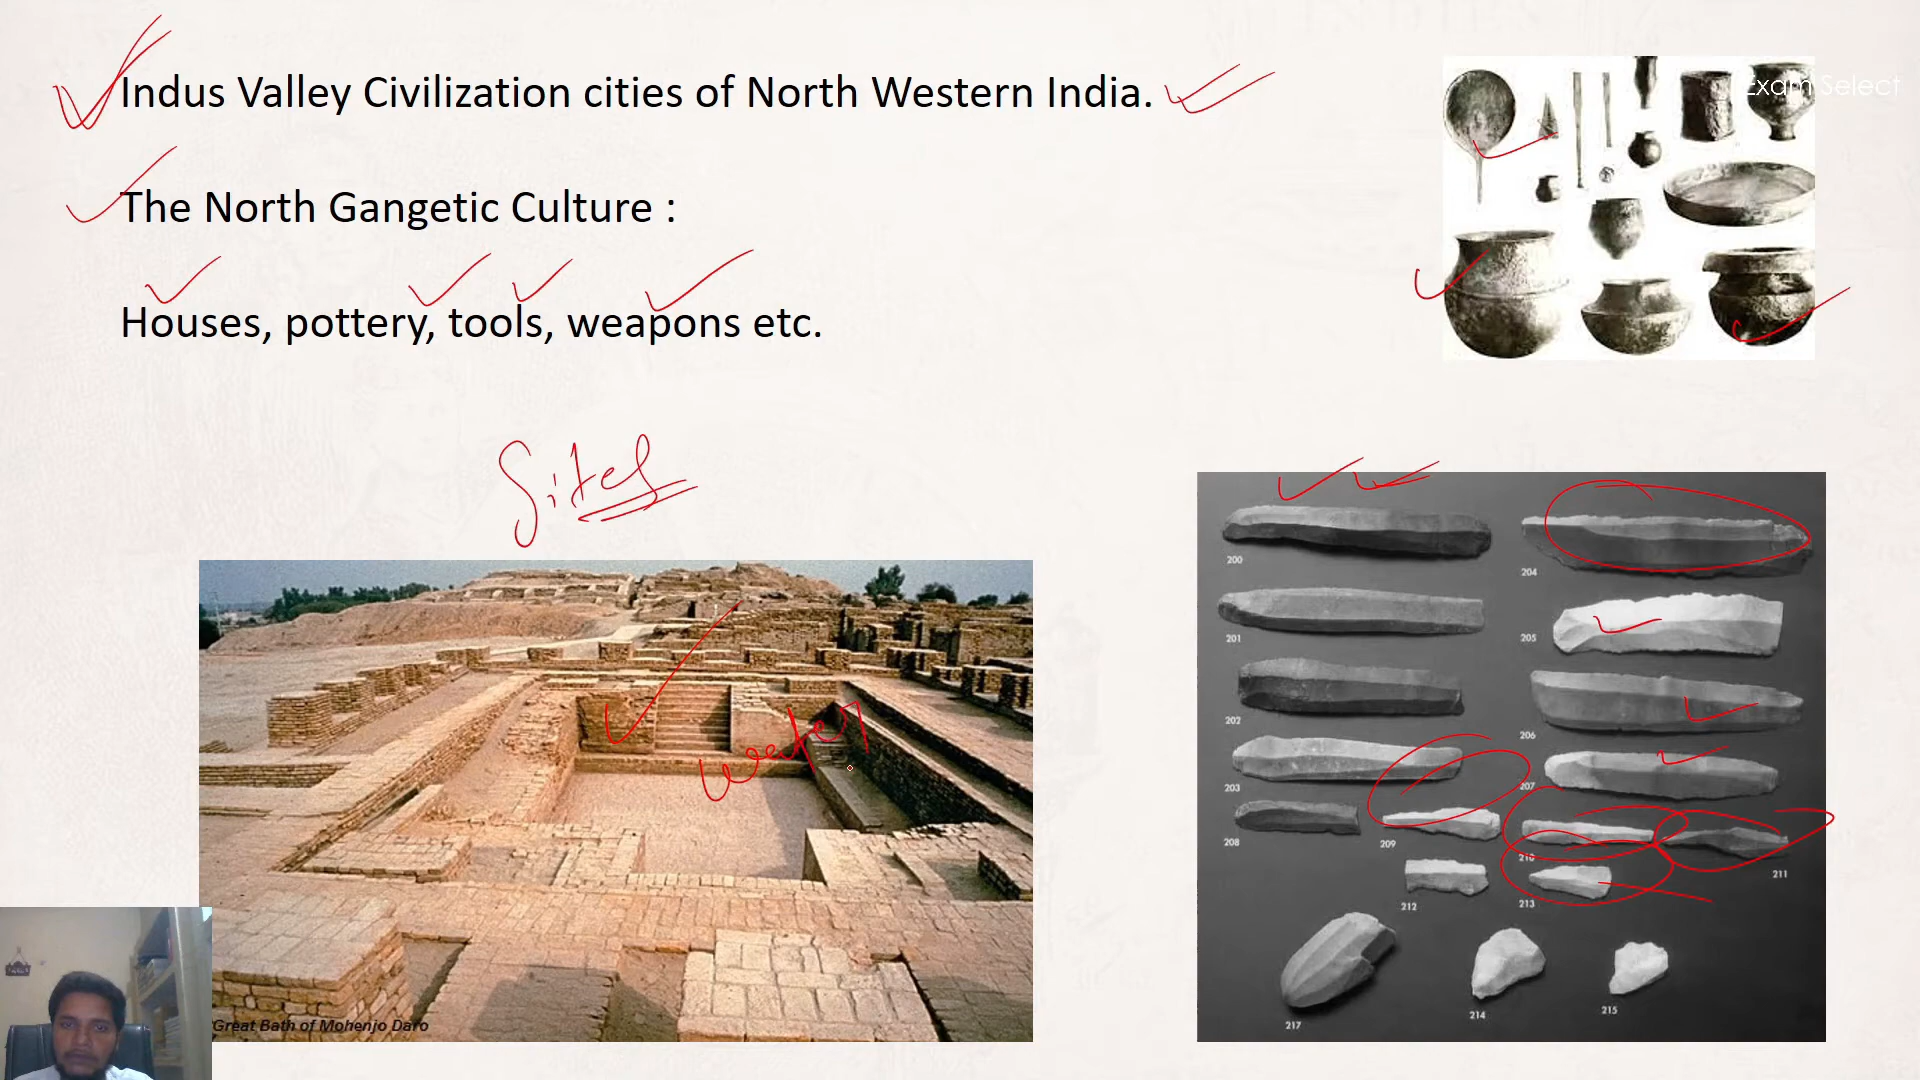 Indus Valley Civilization cities of North Western India.
Exam Select
The North Gangetic Culture :
Houses, pottery, tools, weapons etc.
Sites
200
204
201
205
202
206
203
207
208
209
210
211
212
213
217
214
215
water
Great Bath of Mohenjo Daro